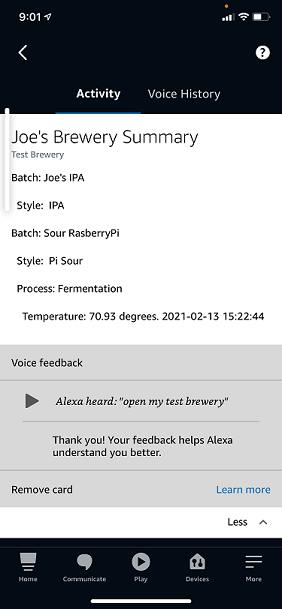 9:01
Activity
Voice History
Joe's Brewery Summary
Test Brewery
Batch: Joe's IPA
Style: IPA
Batch: Sour RasberryPi
Style: Pi Sour
Process: Fermentation
Temperature: 70.93 degrees. 2021-02-13 15:22:44
Voice feedback
Alexa heard: "open my test brewery"
Thank you! Your feedback helps Alexa
understand you better.
Remove card
Learn more
Less
Home
Communicate
Play
Devices
More